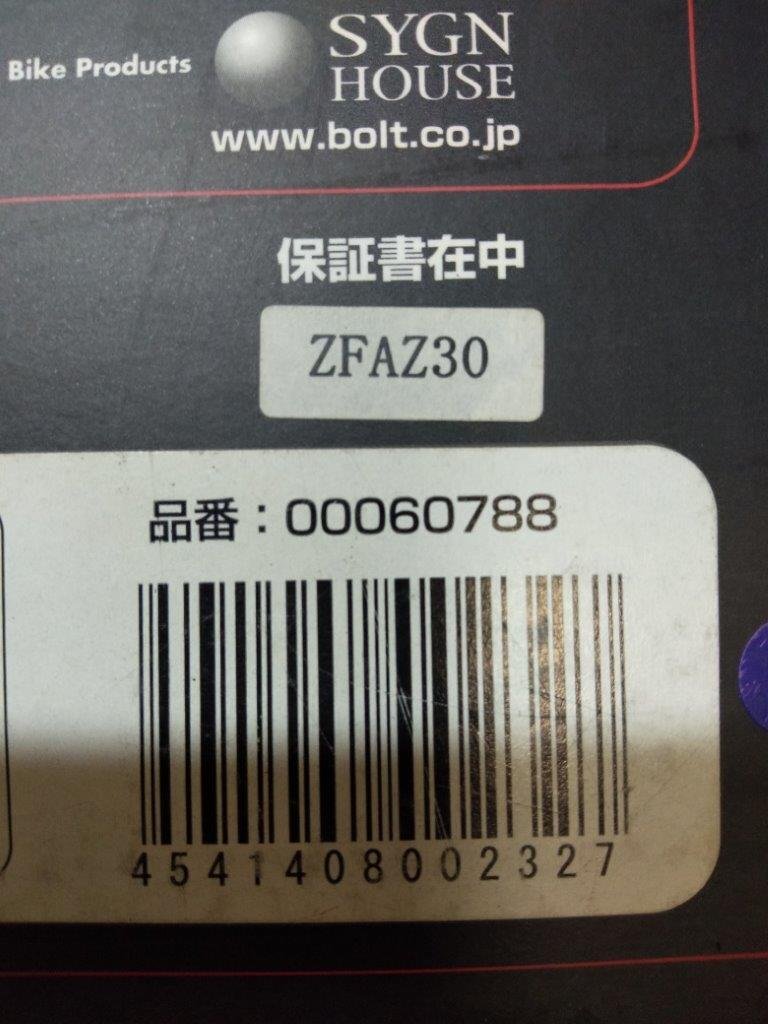 Bike Products
SYGN
HOUSE
www.bolt.co.jp
保証書在中
ZFAZ30
品番：00060788
4541408002327